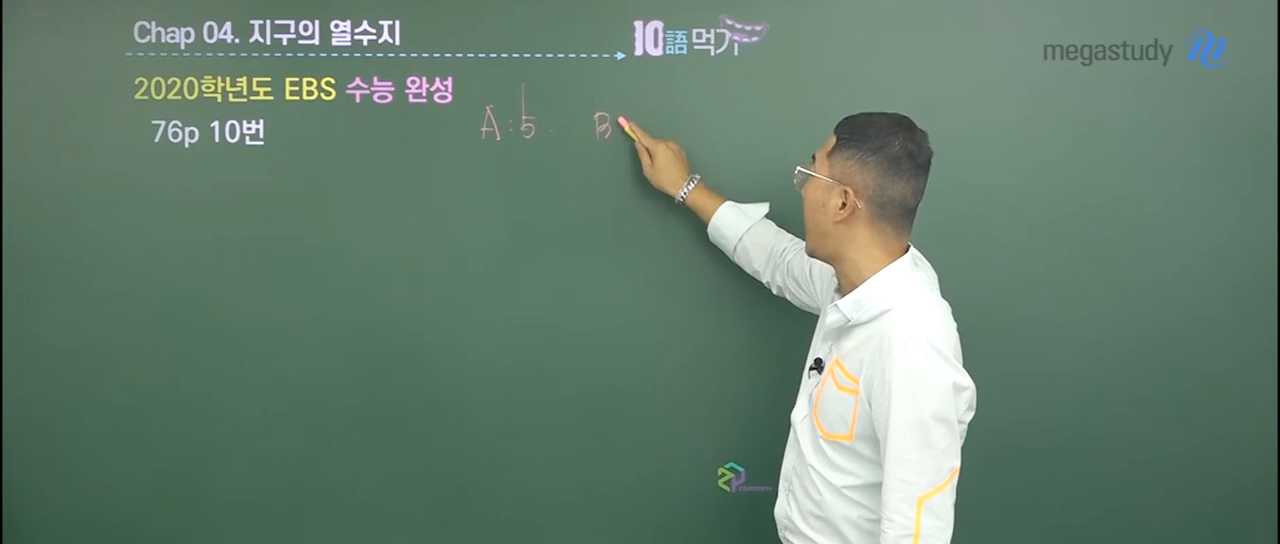 Chap 04. 지구의 열수지
10語 먹기
megastudy
2020학년도 EBS 수능 완성
76p 10번
A : 5. B